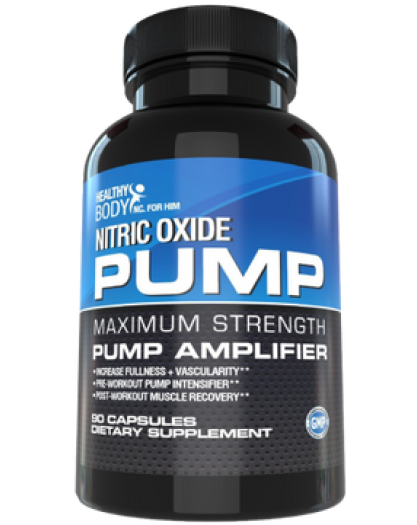 HEALTHY
BODY INC. FOR HIM
NITRIC OXIDE
PUMP
MAXIMUM STRENGTH
PUMP AMPLIFIER
• INCREASE FULLNESS + VASCULARITY**
• PRE-WORKOUT PUMP INTENSIFIER**
• POST-WORKOUT MUSCLE RECOVERY**
90 CAPSULES
DIETARY SUPPLEMENT
GMP